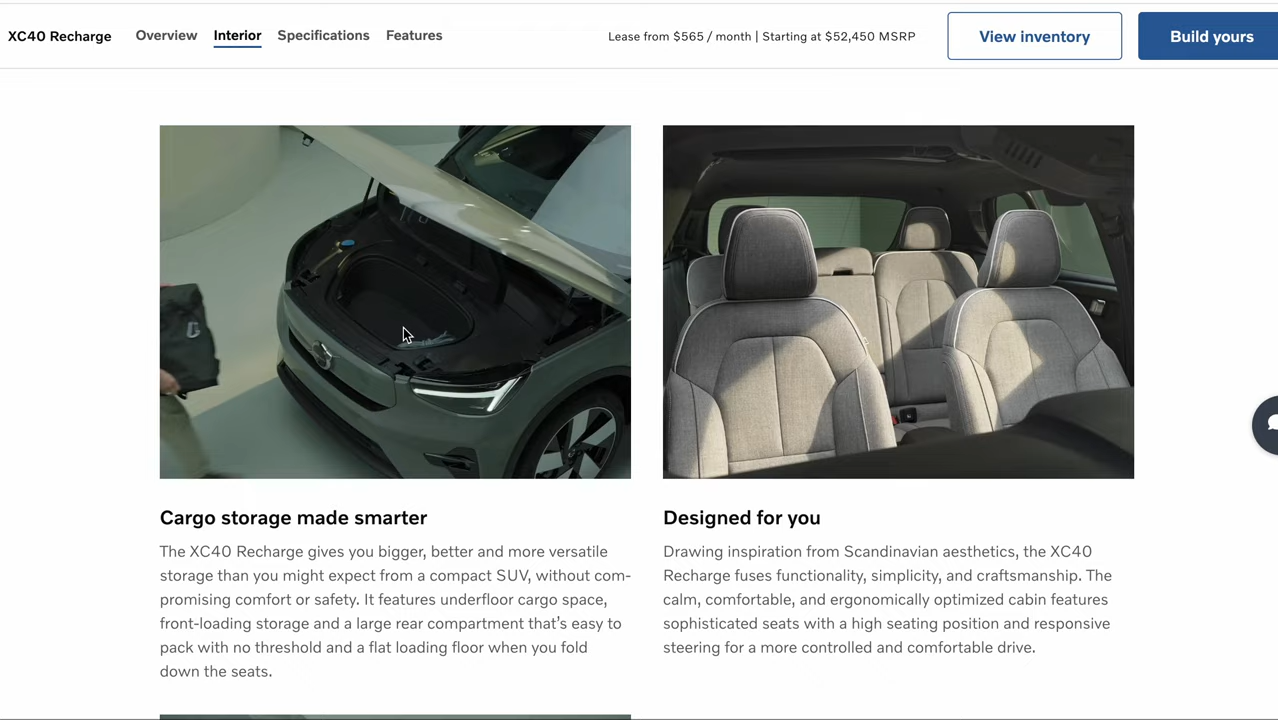 XC40 Recharge
Overview
Interior
Specifications
Features
Lease from $565 / month | Starting at $52,450 MSRP
View inventory
Build yours
Cargo storage made smarter
The XC40 Recharge gives you bigger, better and more versatile
storage than you might expect from a compact SUV, without com-
promising comfort or safety. It features underfloor cargo space,
front-loading storage and a large rear compartment that’s easy to
pack with no threshold and a flat loading floor when you fold
down the seats.
Designed for you
Drawing inspiration from Scandinavian aesthetics, the XC40
Recharge fuses functionality, simplicity, and craftsmanship. The
calm, comfortable, and ergonomically optimized cabin features
sophisticated seats with a high seating position and responsive
steering for a more controlled and comfortable drive.